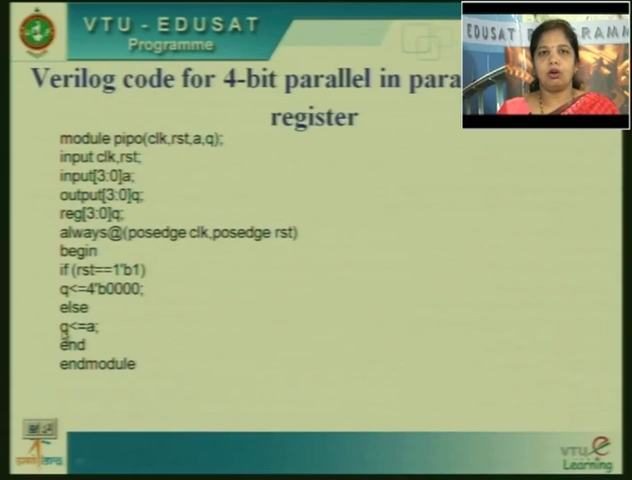 VTU - EDUSAT
Programme
EDUSAT PROGRAMM
Verilog code for 4-bit parallel in para
register
module pipo(clk,rst,a,q);
input clk,rst;
input[3:0]a;
output[3:0]q;
reg[3:0]q;
always@(posedge clk,posedge rst)
begin
if (rst==1'b1)
q<=4'b0000;
else
q<=a;
end
endmodule
VTU e
Learning